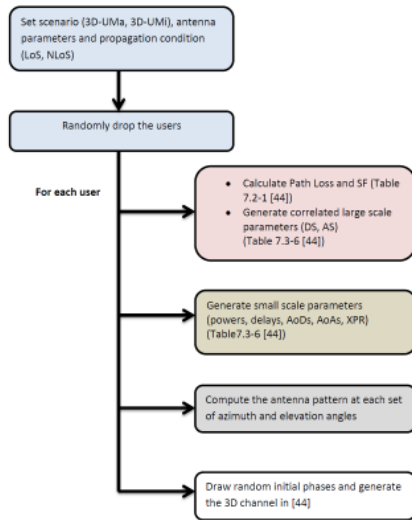 Set scenario (3D-UMa, 3D-UMi), antenna
parameters and propagation condition
(LoS, NLoS)
Randomly drop the users
For each user
• Calculate Path Loss and SF (Table
7.2-1 [44])
• Generate correlated large scale
parameters (DS, AS)
(Table 7.3-6 [44])
Generate small scale parameters
(powers, delays, AoDs, AoAs, XPR)
(Table7.3-6 [44])
Compute the antenna pattern at each set
of azimuth and elevation angles
Draw random initial phases and generate
the 3D channel in [44]